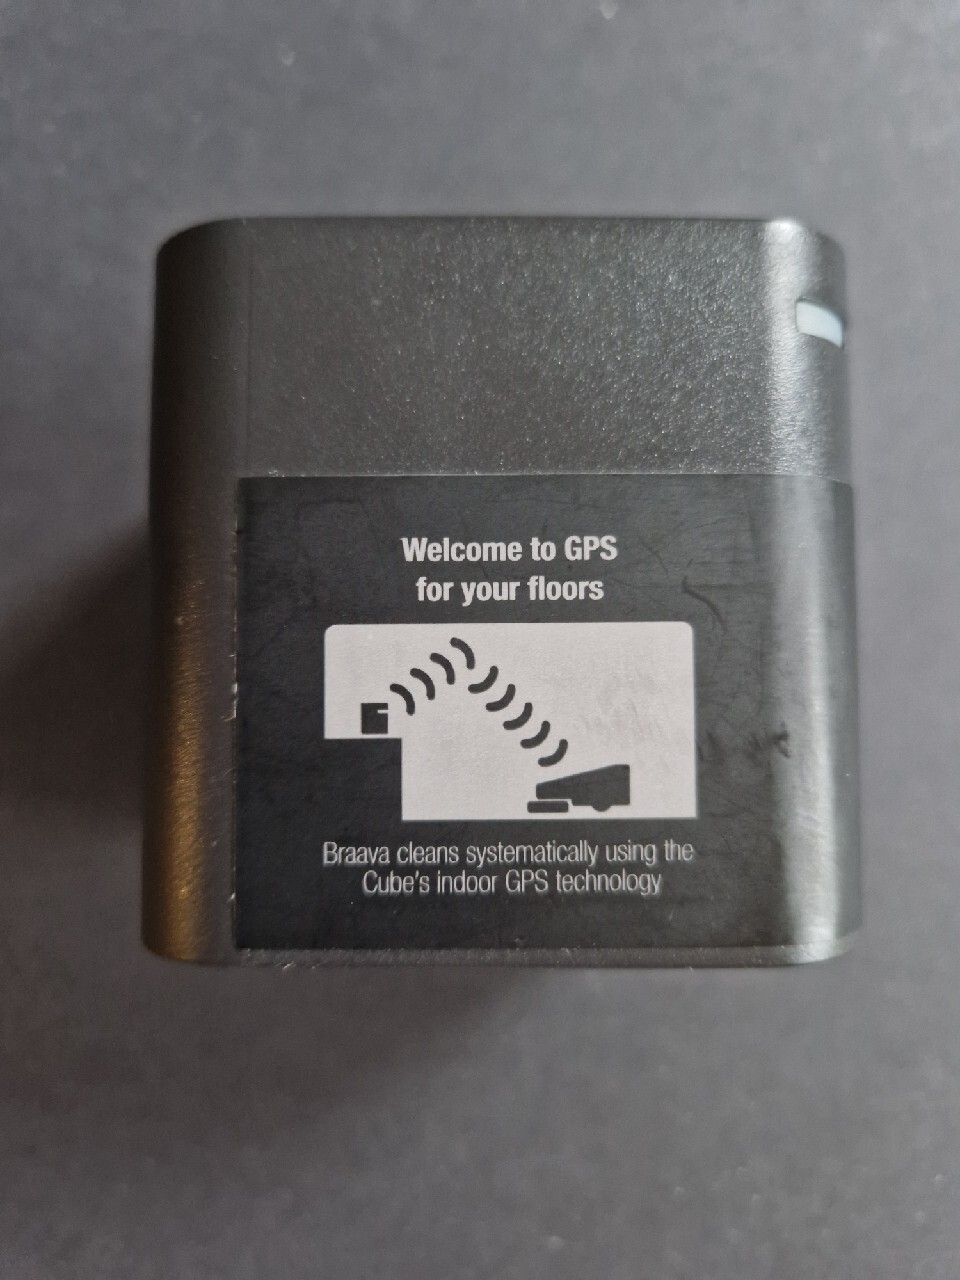 Welcome to GPS
for your floors
Braava cleans systematically using the
Cube's indoor GPS technology